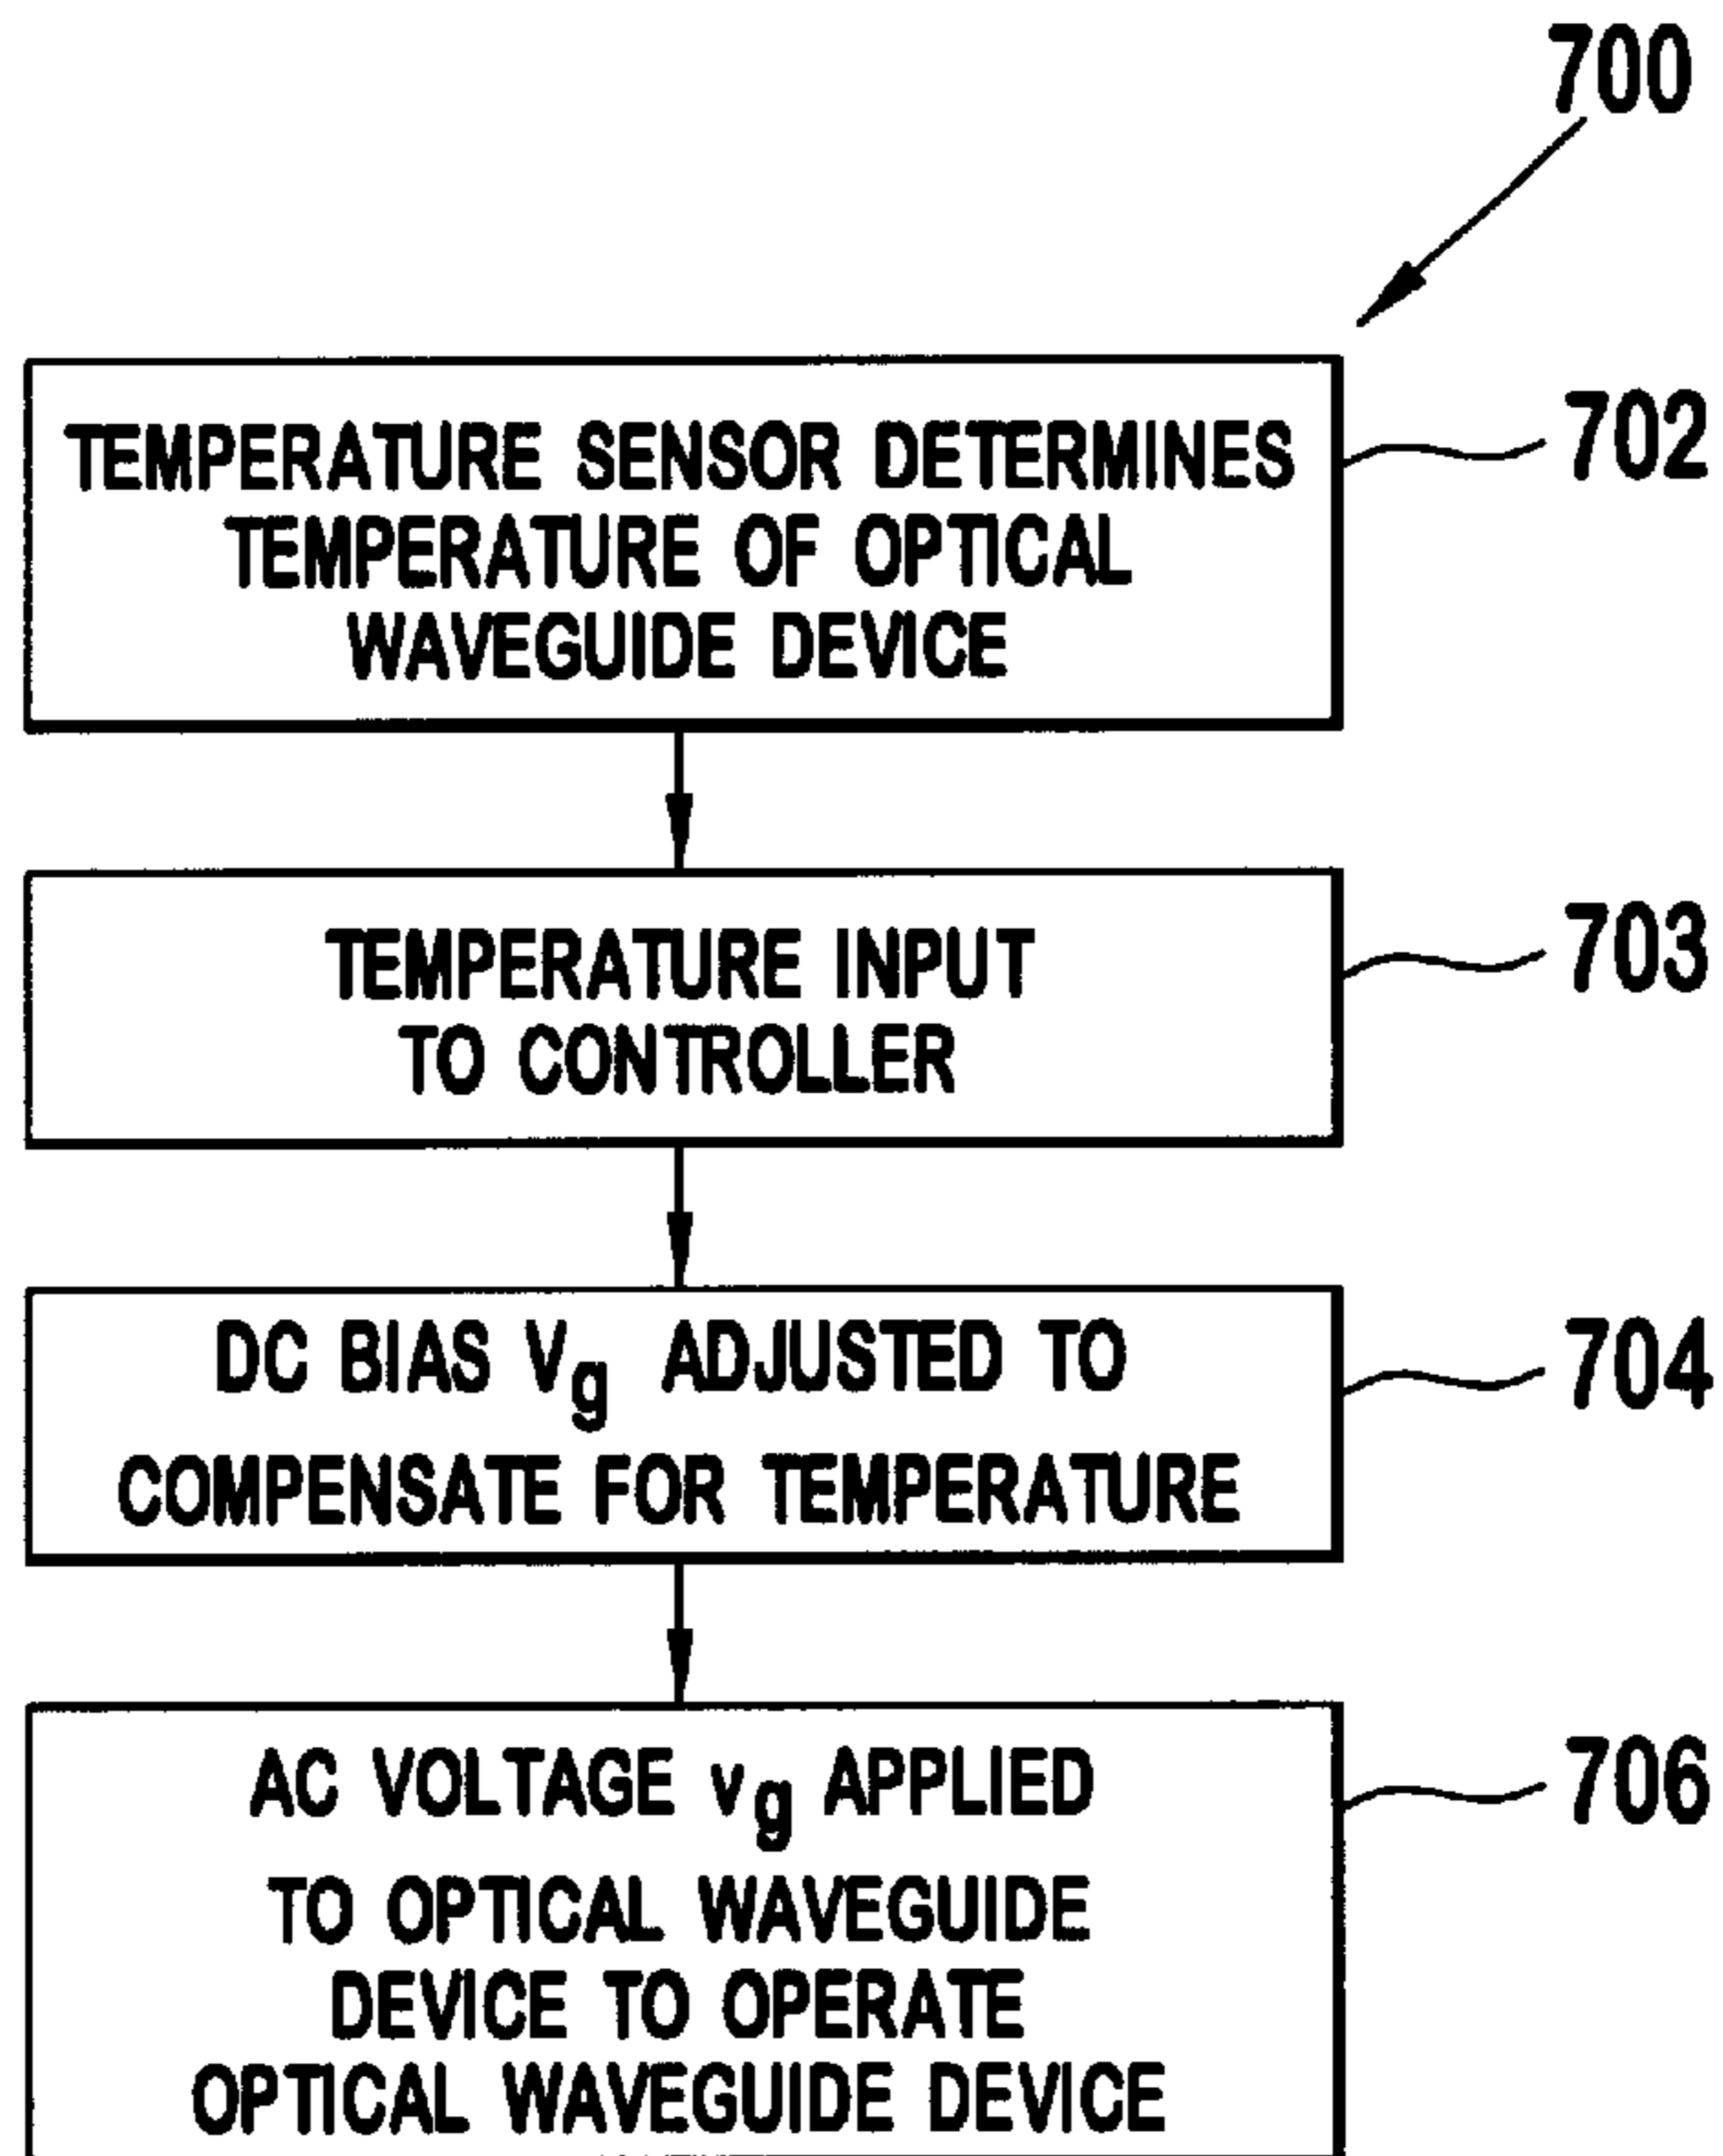 700
TEMPERATURE SENSOR DETERMINES
TEMPERATURE OF OPTICAL
WAVEGUIDE DEVICE
702
TEMPERATURE INPUT
TO CONTROLLER
703
DC BIAS Vg ADJUSTED TO
COMPENSATE FOR TEMPERATURE
704
AC VOLTAGE vg APPLIED
TO OPTICAL WAVEGUIDE
DEVICE TO OPERATE
OPTICAL WAVEGUIDE DEVICE
706